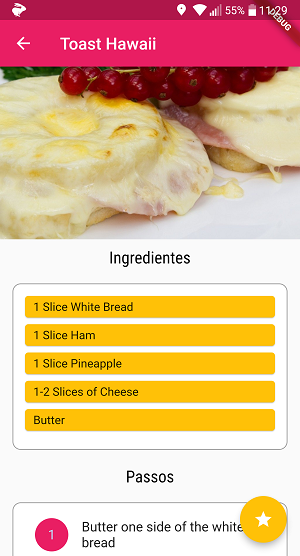 55% 11:29
DEBUG
Toast Hawaii
Ingredientes
1 Slice White Bread
1 Slice Ham
1 Slice Pineapple
1-2 Slices of Cheese
Butter
Passos
1
Butter one side of the white
bread